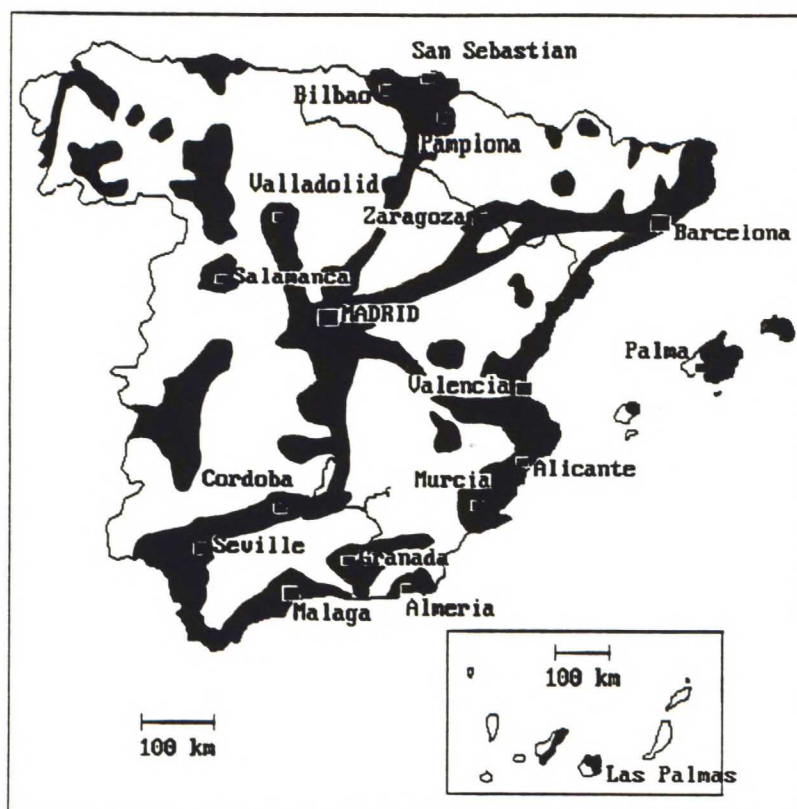 San Sebastian
Bilbao
Pamplona
Valladolid
Zaragoza
Barcelona
Salamanca
MADRID
Palma
Valencia
Alicante
Cordoba
Murcia
Seville
Granada
Malaga
Almeria
100 km
100 km
Las Palmas